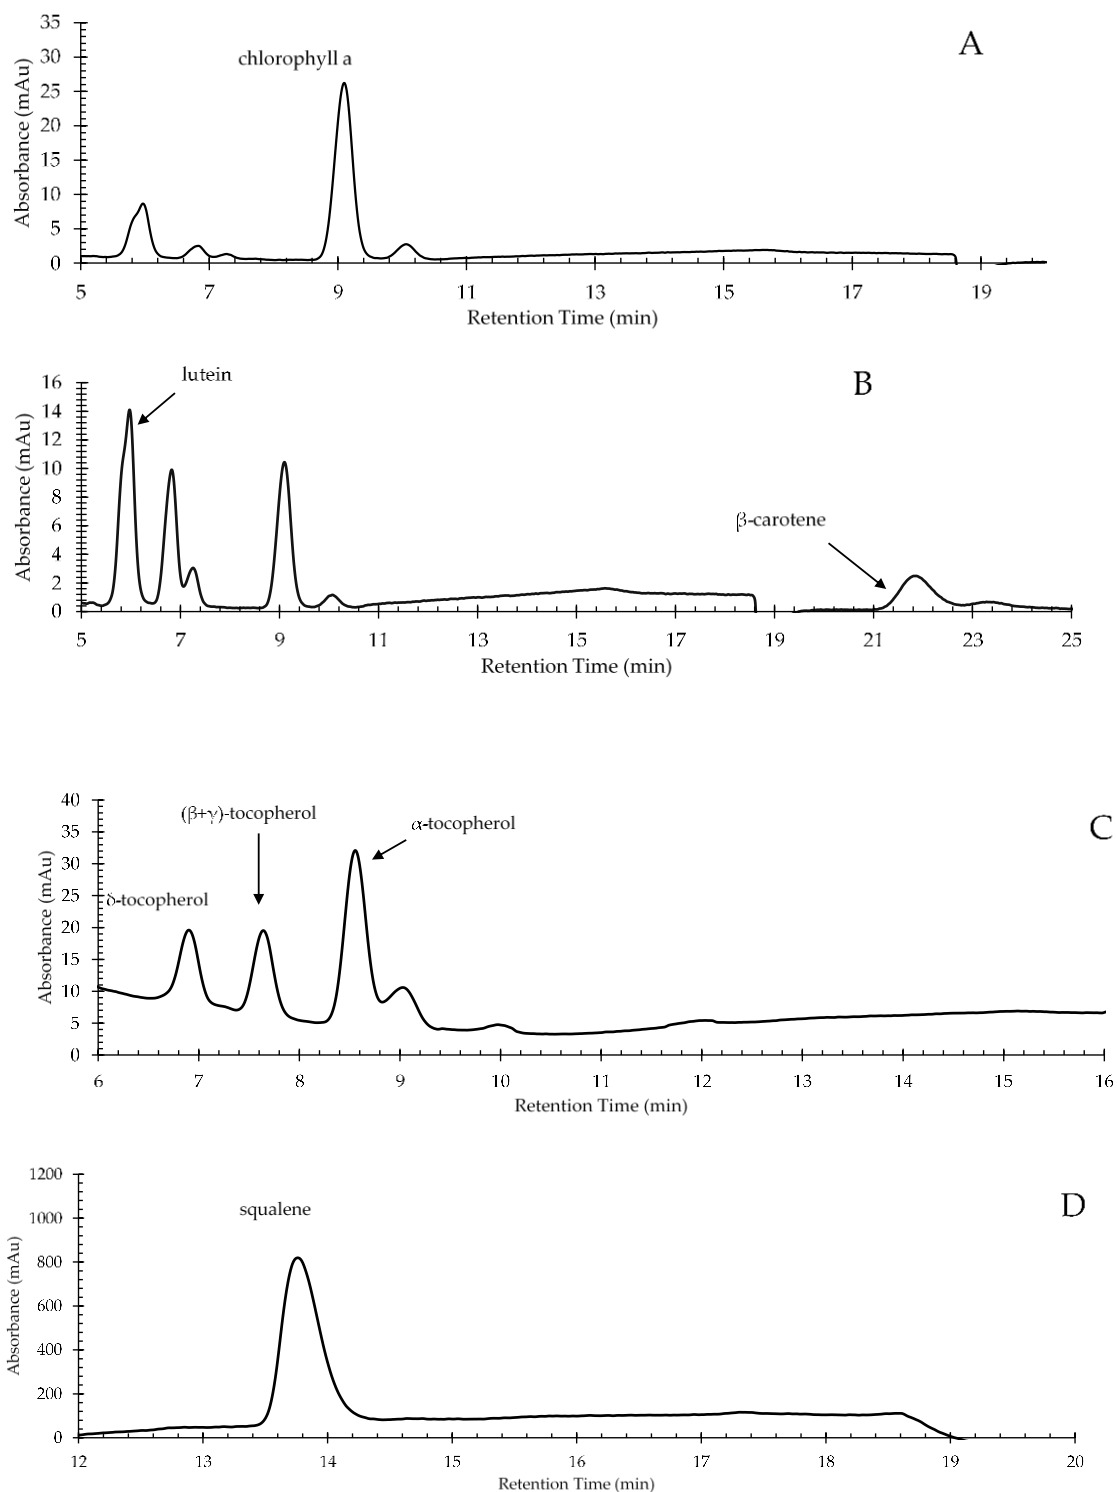 A
chlorophyll a
Absorbance (mAu)
35
30
25
20
15
10
5
0
5 7 9 11 13 15 17 19
Retention Time (min)
B
lutein
β-carotene
Absorbance (mAu)
16
14
12
10
8
6
4
2
0
5 7 9 11 13 15 17 19 21 23 25
Retention Time (min)
C
(β+γ)-tocopherol
α-tocopherol
δ-tocopherol
Absorbance (mAu)
40
35
30
25
20
15
10
5
0
6 7 8 9 10 11 12 13 14 15 16
Retention Time (min)
D
squalene
Absorbance (mAu)
1200
1000
800
600
400
200
0
12 13 14 15 16 17 18 19 20
Retention Time (min)